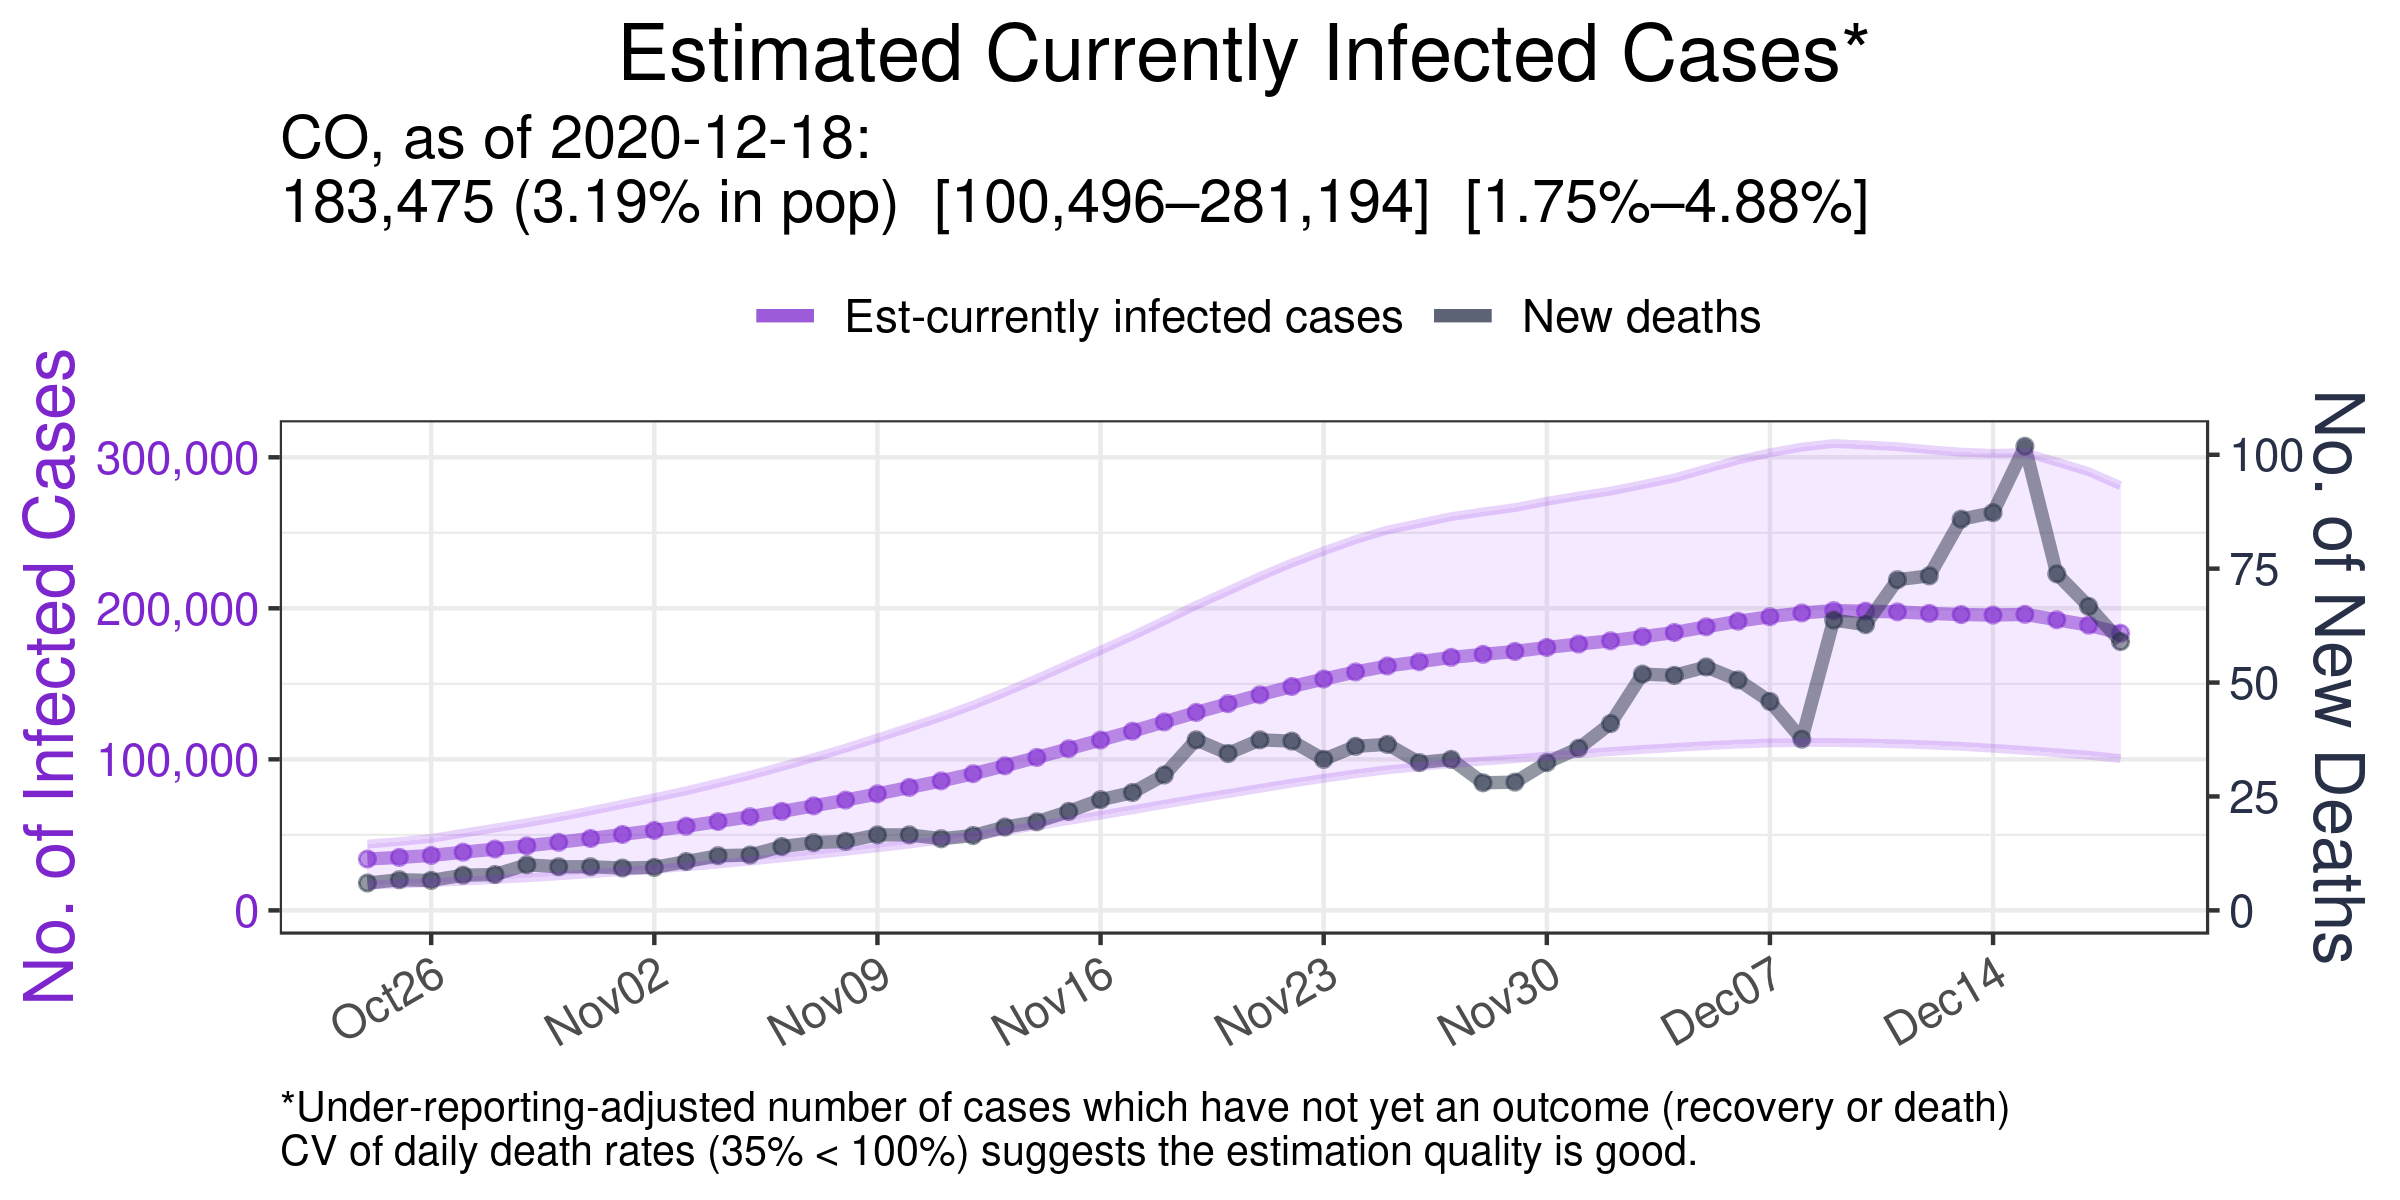 Estimated Currently Infected Cases*
CO, as of 2020-12-18:
183,475 (3.19% in pop)  [100,496–281,194]  [1.75%–4.88%]
Est-currently infected cases
New deaths
No. of Infected Cases
300,000
200,000
100,000
0
100
75
50
25
0
No. of New Deaths
Oct26
Nov02
Nov09
Nov16
Nov23
Nov30
Dec07
Dec14
*Under-reporting-adjusted number of cases which have not yet an outcome (recovery or death)
CV of daily death rates (35% < 100%) suggests the estimation quality is good.